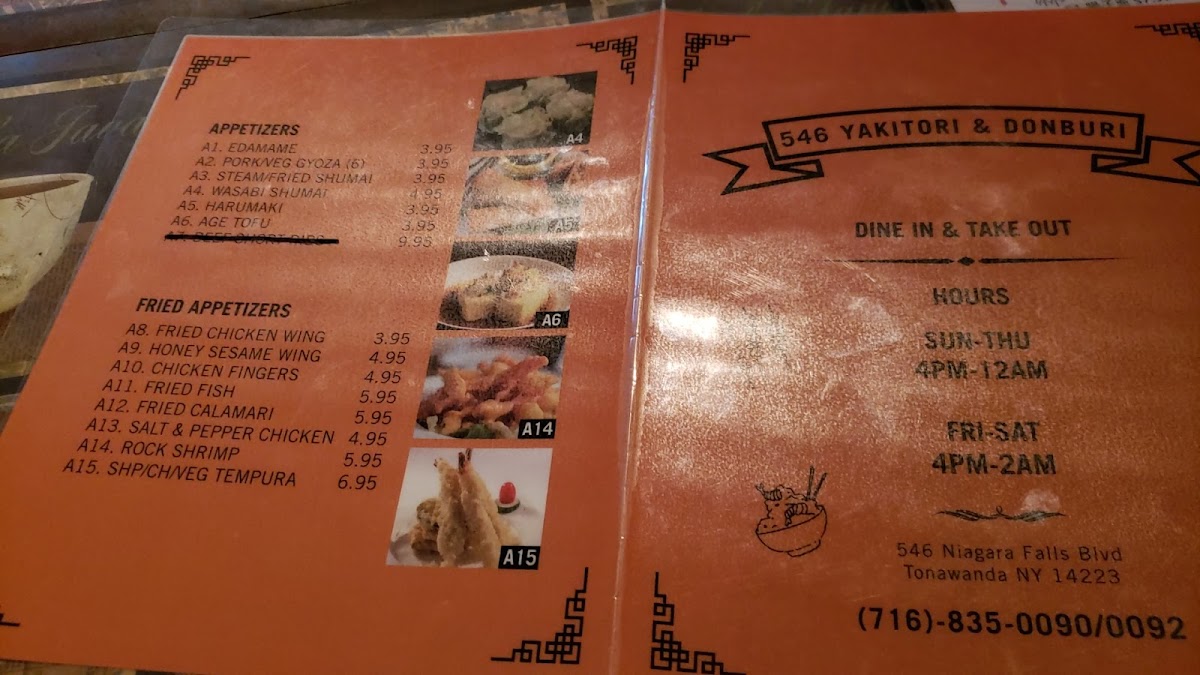 APPETIZERS
A1. EDAMAME 3.95
A2. PORK/VEG GYOZA (6) 3.95
A3. STEAM/FRIED SHUMAI 3.95
A4. WASABI SHUMAI 4.95
A5. HARUMAKI 3.95
A6. AGE TOFU 3.95
A7. BEEF SHORT RIBS 9.95
FRIED APPETIZERS
A8. FRIED CHICKEN WING 3.95
A9. HONEY SESAME WING 4.95
A10. CHICKEN FINGERS 4.95
A11. FRIED FISH 5.95
A12. FRIED CALAMARI 5.95
A13. SALT & PEPPER CHICKEN 4.95
A14. ROCK SHRIMP 5.95
A15. SHP/CH/VEG TEMPURA 6.95
A4
A5
A6
A14
A15
546 YAKITORI & DONBURI
DINE IN & TAKE OUT
HOURS
SUN-THU
4PM-12AM
FRI-SAT
4PM-2AM
546 Niagara Falls Blvd
Tonawanda NY 14223
(716)-835-0090/0092